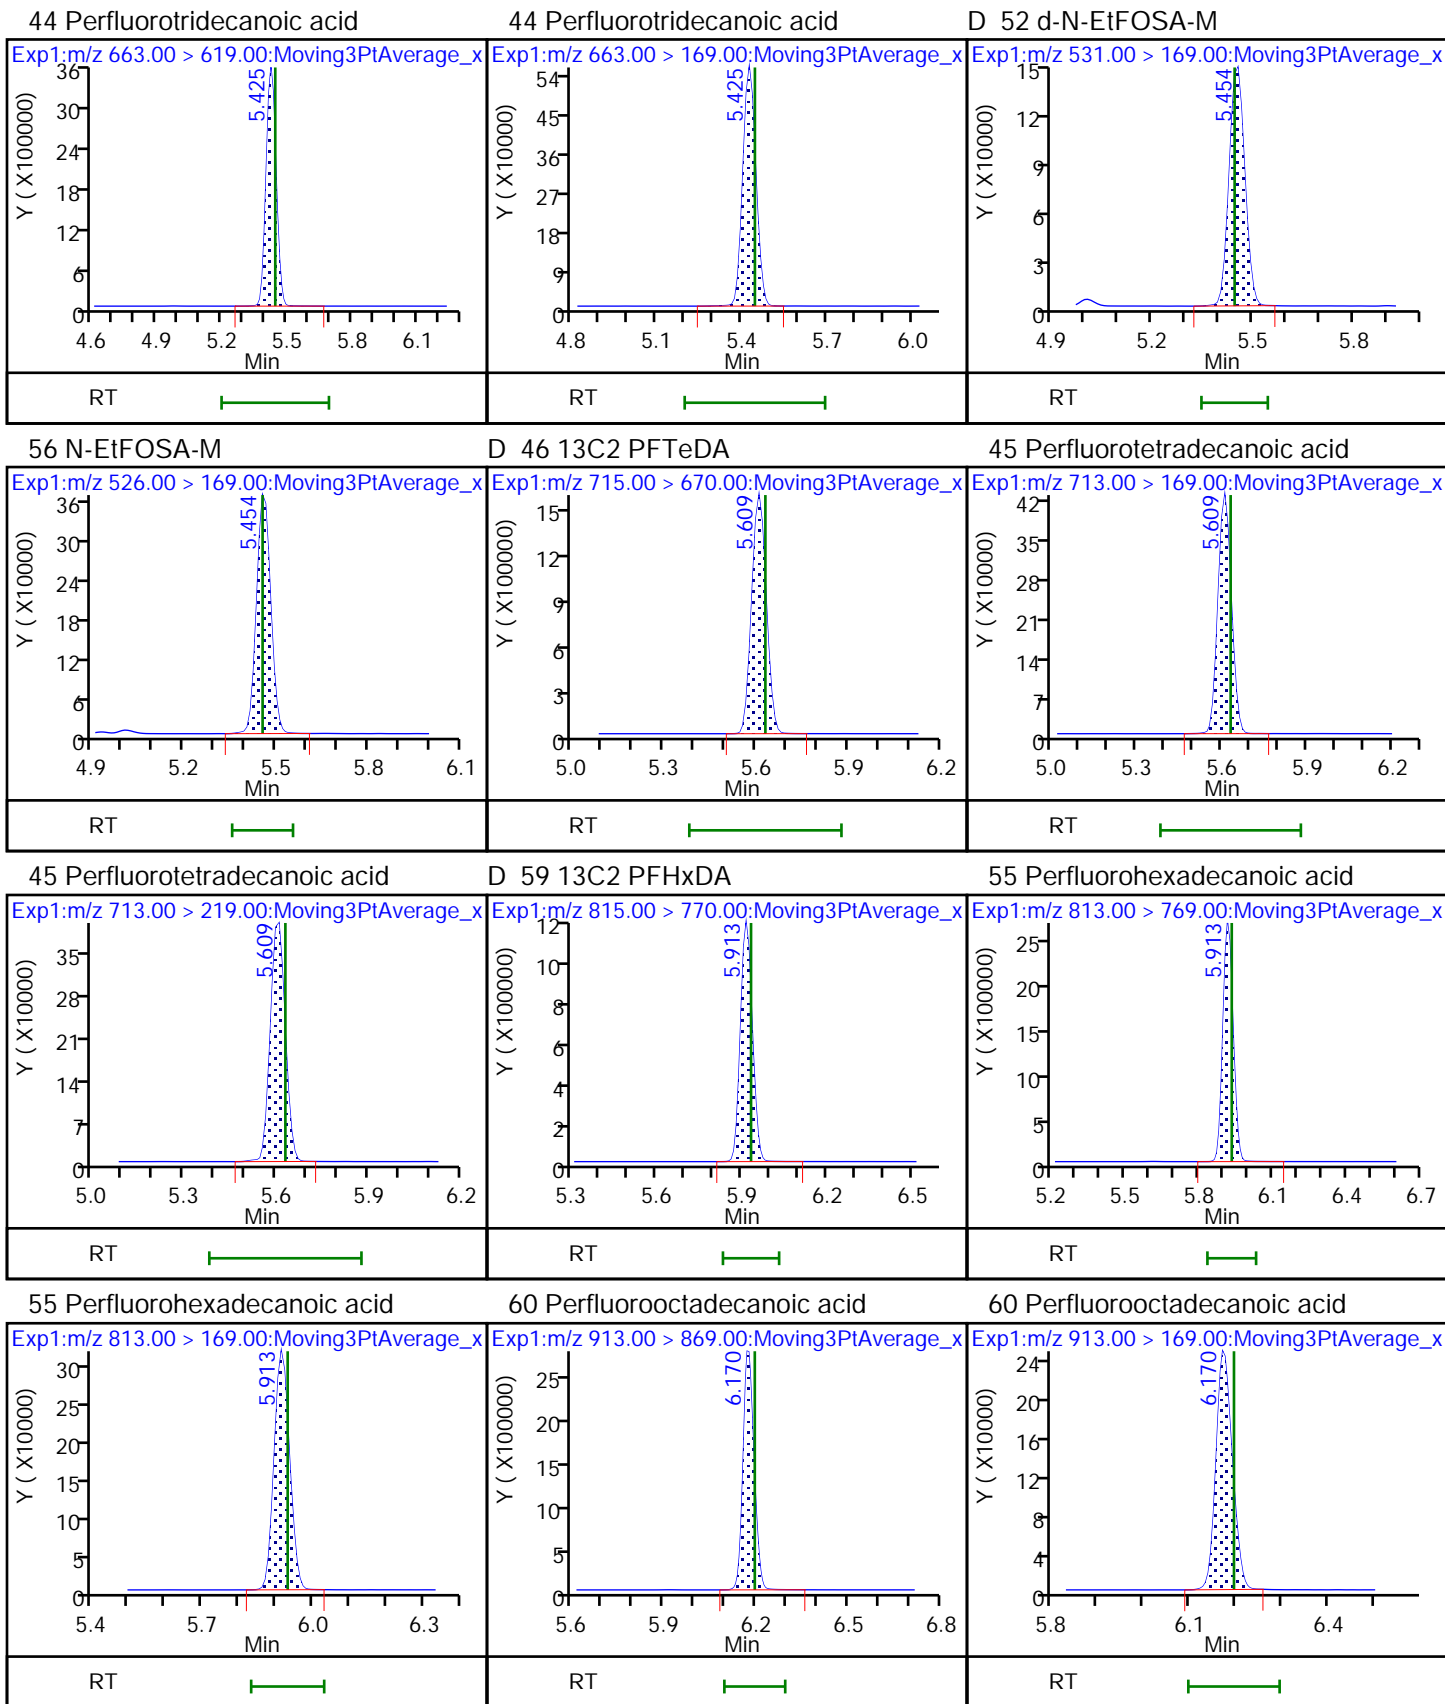 44 Perfluorotridecanoic acid
Exp1:m/z 663.00 > 619.00:Moving3PtAverage_x
5.425
Y ( X10000)
36
30
24
18
12
6
0
4.6 4.9 5.2 5.5 5.8 6.1
Min
RT
44 Perfluorotridecanoic acid
Exp1:m/z 663.00 > 169.00:Moving3PtAverage_x
5.425
Y ( X10000)
54
45
36
27
18
9
0
4.8 5.1 5.4 5.7 6.0
Min
RT
D 52 d-N-EtFOSA-M
Exp1:m/z 531.00 > 169.00:Moving3PtAverage_x
5.454
Y ( X10000)
15
12
9
6
3
0
4.9 5.2 5.5 5.8
Min
RT
56 N-EtFOSA-M
Exp1:m/z 526.00 > 169.00:Moving3PtAverage_x
5.454
Y ( X10000)
36
30
24
18
12
6
0
4.9 5.2 5.5 5.8 6.1
Min
RT
D 46 13C2 PFTeDA
Exp1:m/z 715.00 > 670.00:Moving3PtAverage_x
5.609
Y ( X100000)
15
12
9
6
3
0
5.0 5.3 5.6 5.9 6.2
Min
RT
45 Perfluorotetradecanoic acid
Exp1:m/z 713.00 > 169.00:Moving3PtAverage_x
5.609
Y ( X10000)
42
35
28
21
14
7
0
5.0 5.3 5.6 5.9 6.2
Min
RT
45 Perfluorotetradecanoic acid
Exp1:m/z 713.00 > 219.00:Moving3PtAverage_x
5.609
Y ( X10000)
35
28
21
14
7
0
5.0 5.3 5.6 5.9 6.2
Min
RT
D 59 13C2 PFHxDA
Exp1:m/z 815.00 > 770.00:Moving3PtAverage_x
5.913
Y ( X100000)
12
10
8
6
4
2
0
5.3 5.6 5.9 6.2 6.5
Min
RT
55 Perfluorohexadecanoic acid
Exp1:m/z 813.00 > 769.00:Moving3PtAverage_x
5.913
Y ( X100000)
25
20
15
10
5
0
5.2 5.5 5.8 6.1 6.4 6.7
Min
RT
55 Perfluorohexadecanoic acid
Exp1:m/z 813.00 > 169.00:Moving3PtAverage_x
5.913
Y ( X10000)
30
25
20
15
10
5
0
5.4 5.7 6.0 6.3
Min
RT
60 Perfluorooctadecanoic acid
Exp1:m/z 913.00 > 869.00:Moving3PtAverage_x
6.170
Y ( X100000)
25
20
15
10
5
0
5.6 5.9 6.2 6.5 6.8
Min
RT
60 Perfluorooctadecanoic acid
Exp1:m/z 913.00 > 169.00:Moving3PtAverage_x
6.170
Y ( X10000)
24
20
16
12
8
4
0
5.8 6.1 6.4
Min
RT